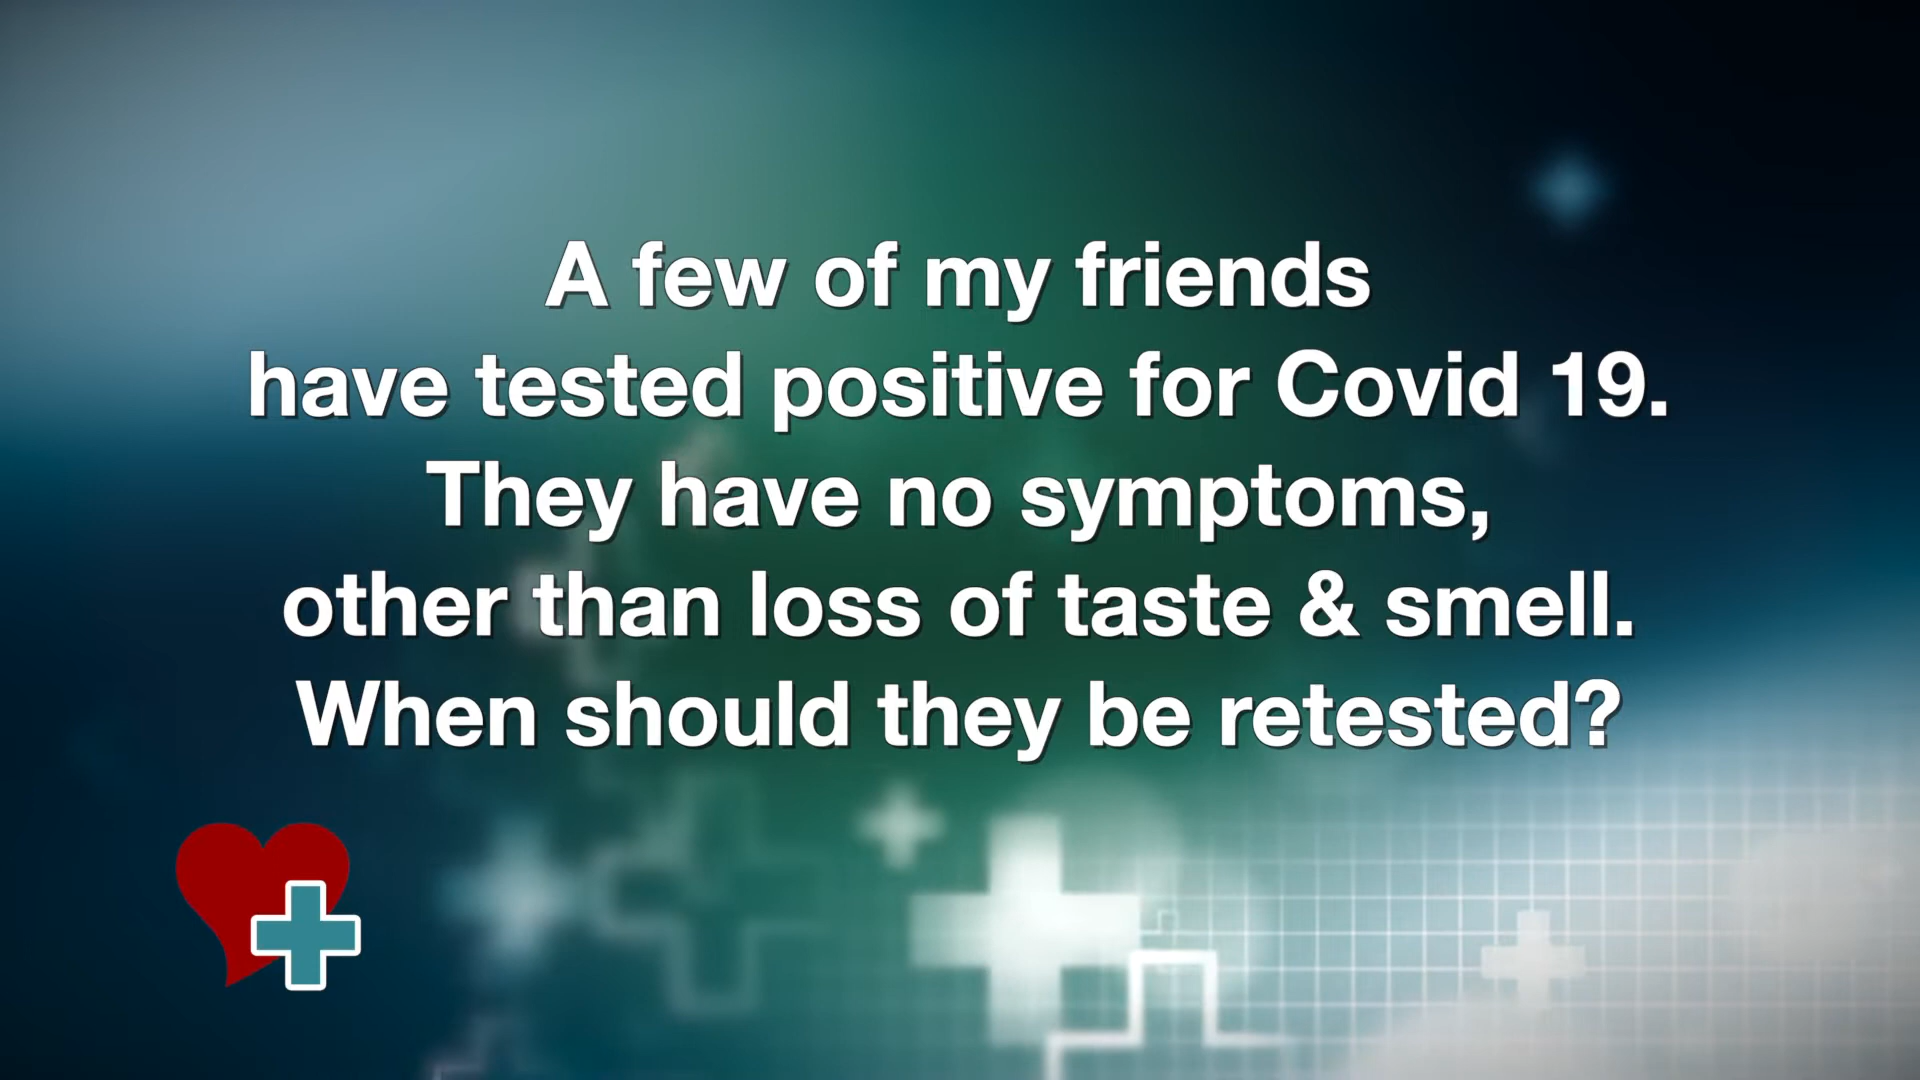 A few of my friends
have tested positive for Covid 19.
They have no symptoms,
other than loss of taste & smell.
When should they be retested?